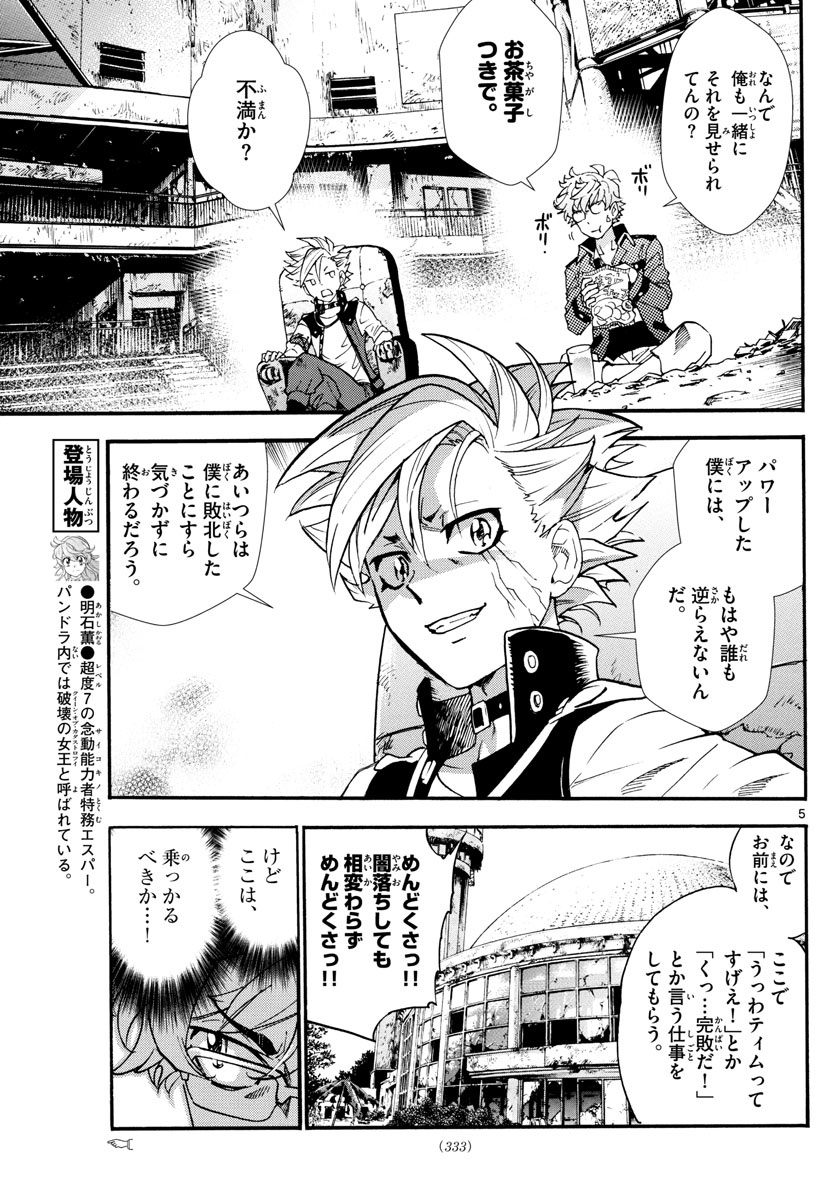 なんで
俺も一緒に
それを見せられ
てんの？
ボリ
ボリ
お茶菓子
つきで。
不満か？
パワー
アップした
僕には、
もはや誰も
逆らえないん
だ。
あいつらは
僕に敗北した
ことにすら
気づかずに
終わるだろう。
登場人物
●明石薫●超度7の念動能力者特務エスパー。
パンドラ内では破壊の女王と呼ばれている。
5
なので
お前には、
ここで
「うっわティムって
すげえ！」とか
「くっ…完敗だ！」
とか言う仕事を
してもらう。
めんどくさっ!!
闇落ちしても
相変わらず
めんどくさっ!!
けど
ここは、
乗っかる
べきか…！
(333)